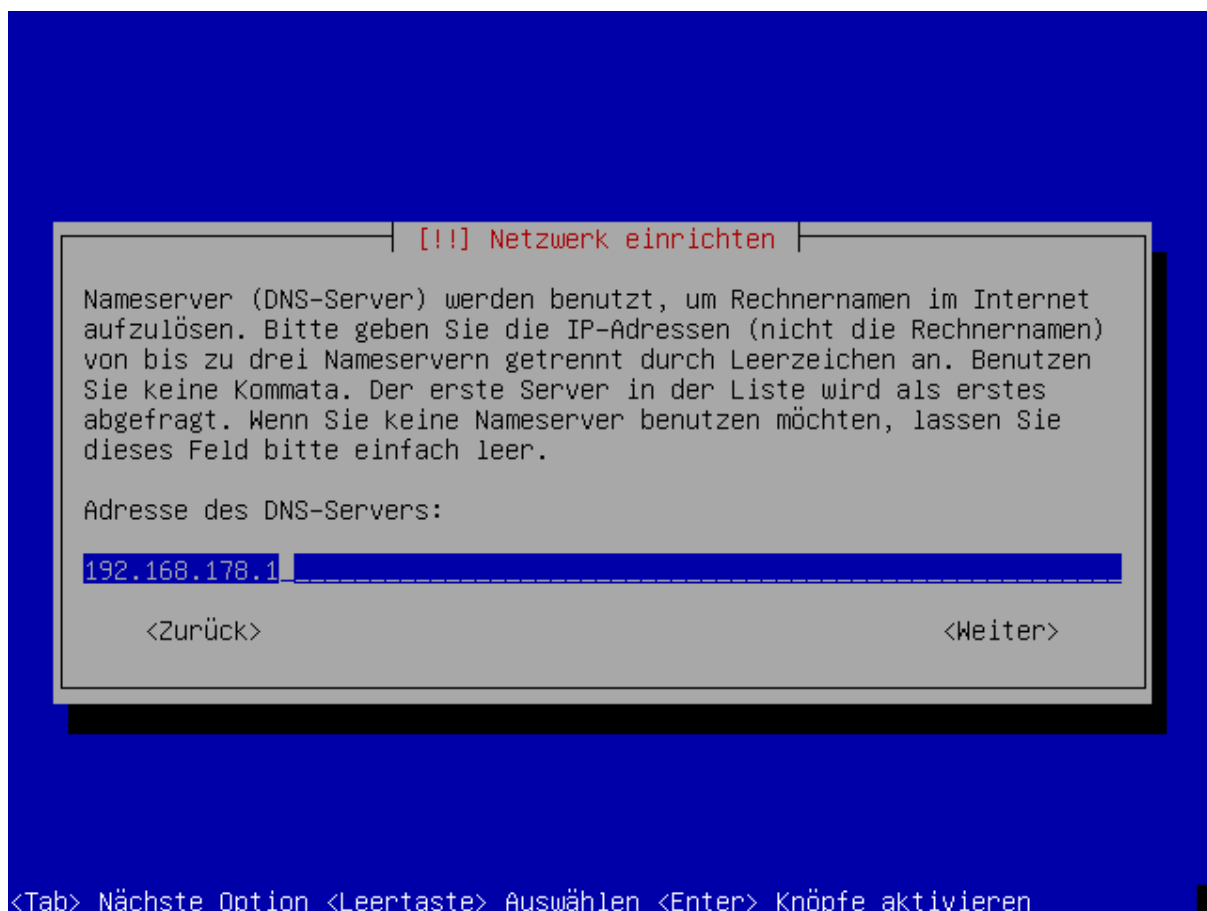 [!!] Netzwerk einrichten
Nameserver (DNS-Server) werden benutzt, um Rechnernamen im Internet
aufzulösen. Bitte geben Sie die IP-Adressen (nicht die Rechnernamen)
von bis zu drei Nameservern getrennt durch Leerzeichen an. Benutzen
Sie keine Kommata. Der erste Server in der Liste wird als erstes
abgefragt. Wenn Sie keine Nameserver benutzen möchten, lassen Sie
dieses Feld bitte einfach leer.
Adresse des DNS-Servers:
192.168.178.1
<Zurück> <Weiter>
<Tab> Nächste Option <Leertaste> Auswählen <Enter> Knöpfe aktivieren